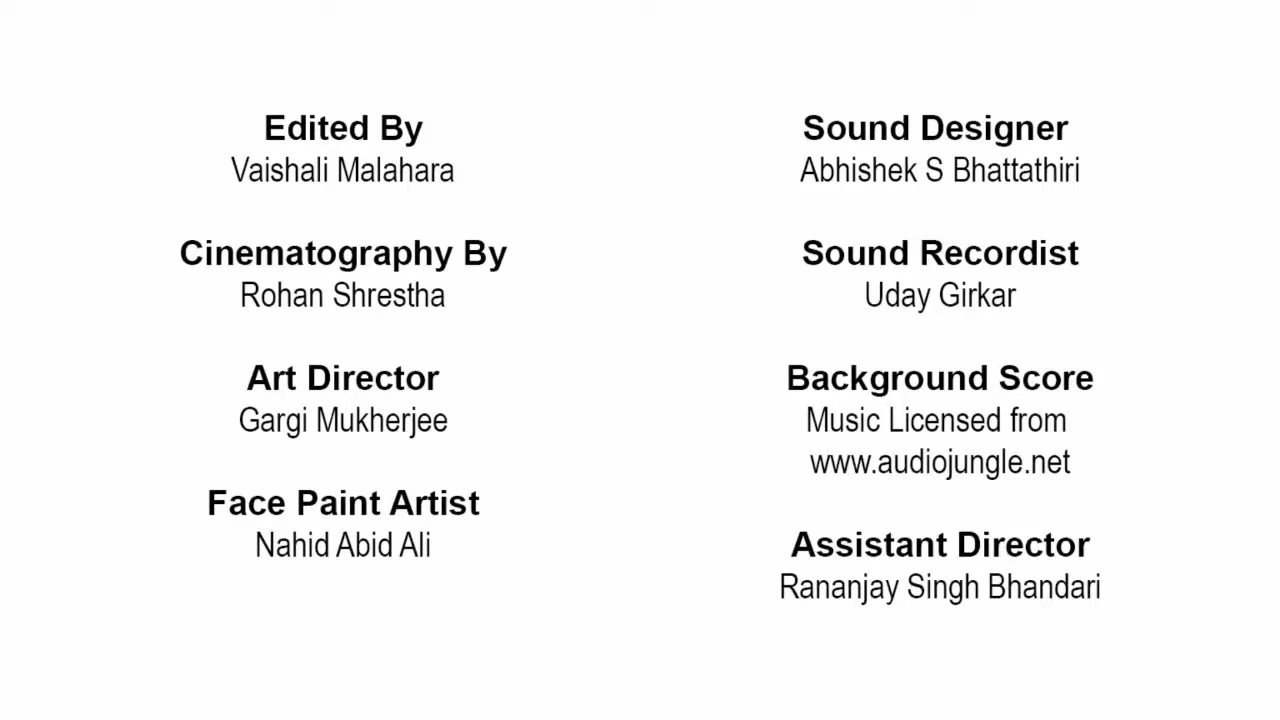 Edited By
Vaishali Malahara
Cinematography By
Rohan Shrestha
Art Director
Gargi Mukherjee
Face Paint Artist
Nahid Abid Ali
Sound Designer
Abhishek S Bhattathiri
Sound Recordist
Uday Girkar
Background Score
Music Licensed from
www.audiojungle.net
Assistant Director
Rananjay Singh Bhandari